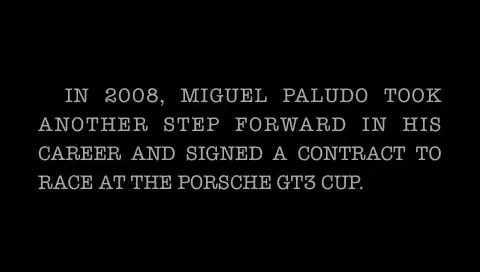 IN 2008, MIGUEL PALUDO TOOK
ANOTHER STEP FORWARD IN HIS
CAREER AND SIGNED A CONTRACT TO
RACE AT THE PORSCHE GT3 CUP.